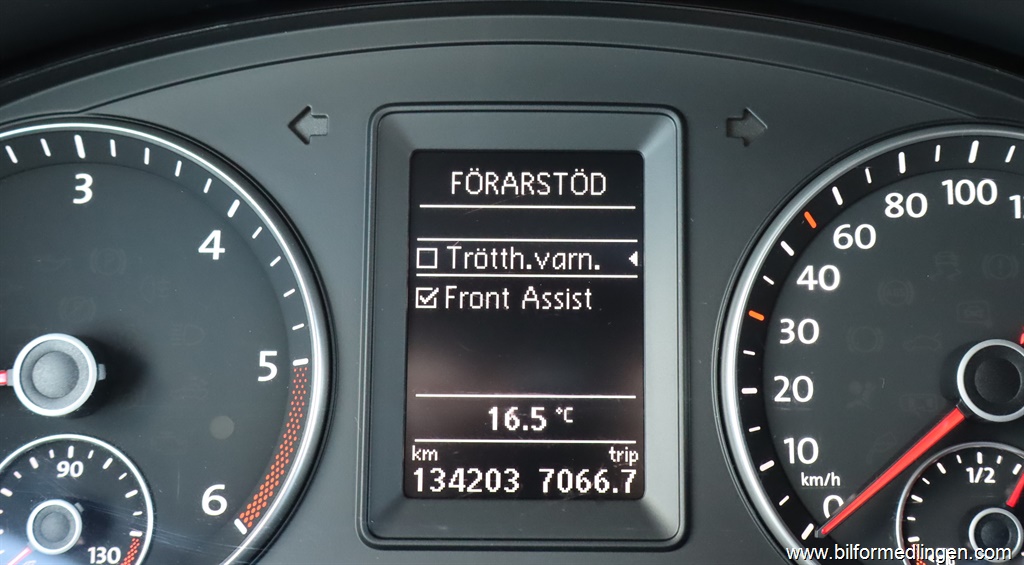 FÖRARSTÖD
Trötth.varn.
Front Assist
16.5 °C
km trip
134203 7066.7
3
4
5
6
90
130
100
80
60
40
30
20
10
km/h
0
1/2
www.bilformedlingen.com